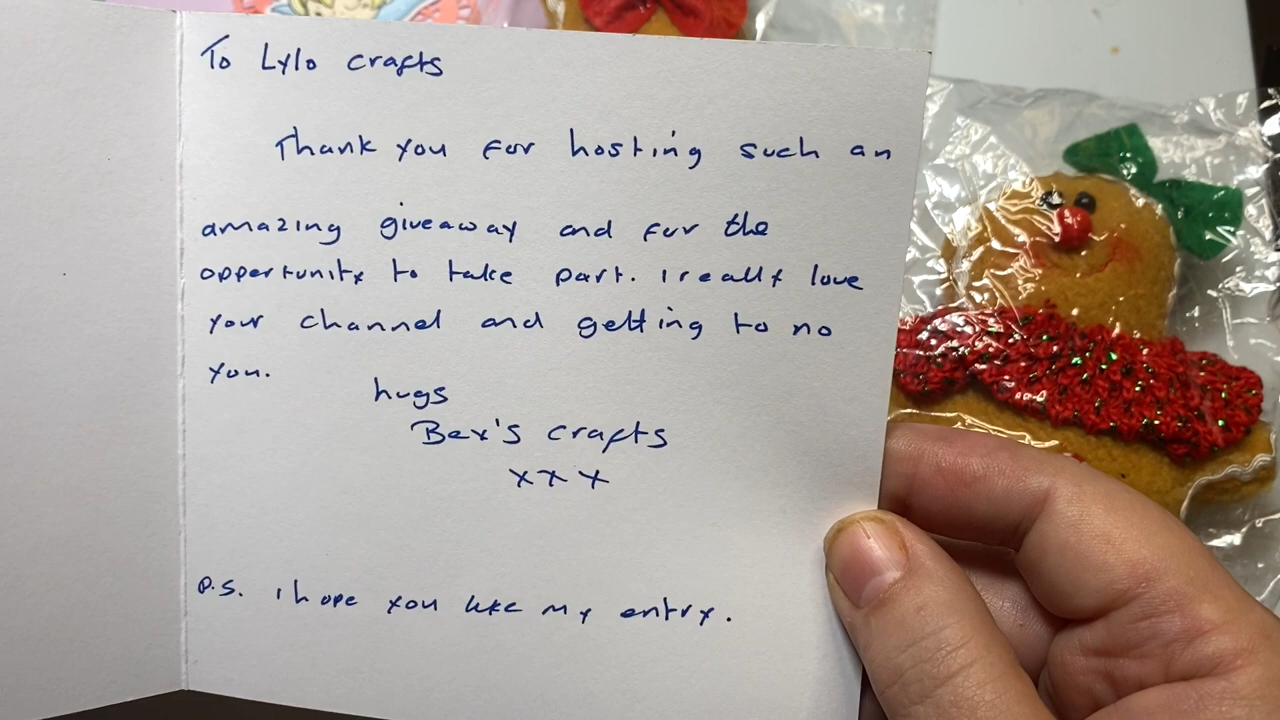 To Lylo crafts
Thank you for hosting such an
amazing giveaway and for the
opportunity to take part. I really love
your channel and getting to no
you.
hugs
Bex's crafts
xxx
P.S. I hope you like my entry.